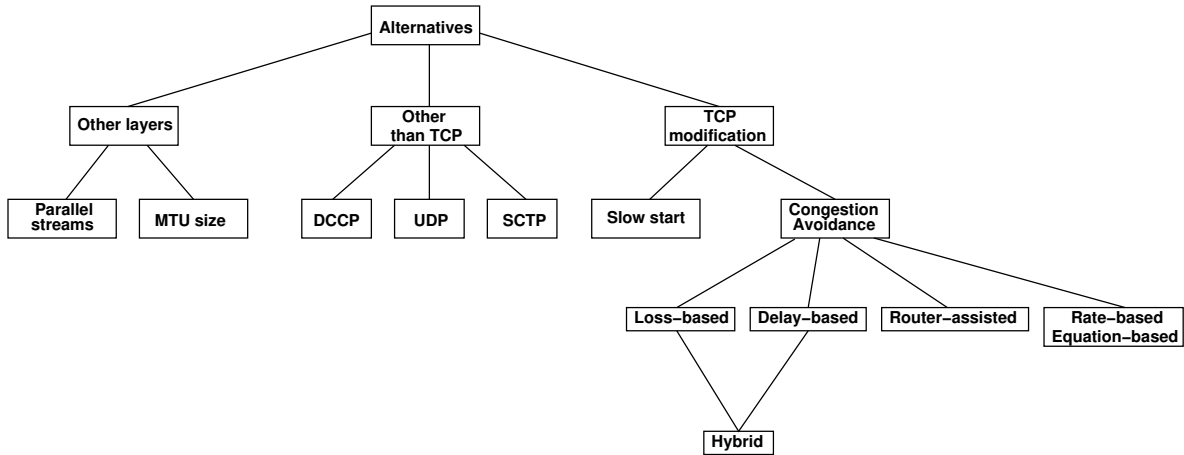 Alternatives
Other layers
Other
than TCP
TCP
modification
Parallel
streams
MTU size
DCCP
UDP
SCTP
Slow start
Congestion
Avoidance
Loss−based
Delay−based
Router−assisted
Rate−based
Equation−based
Hybrid